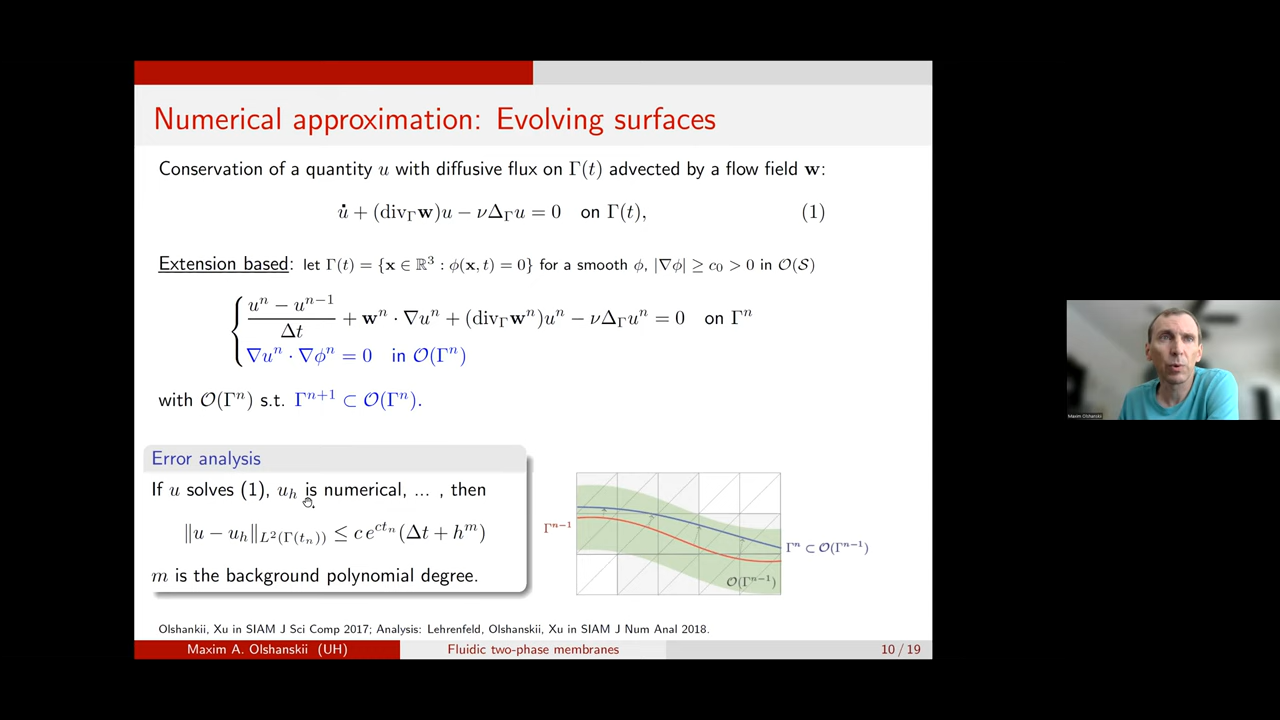 Numerical approximation: Evolving surfaces
Conservation of a quantity u with diffusive flux on Γ(t) advected by a flow field w:
u̇ + (div_Γ w)u − νΔ_Γ u = 0 on Γ(t), (1)
Extension based: let Γ(t) = {x ∈ ℝ³ : ϕ(x, t) = 0} for a smooth ϕ, |∇ϕ| ≥ c₀ > 0 in 𝒪(𝒮)
{ (uⁿ − uⁿ⁻¹)/Δt + wⁿ · ∇uⁿ + (div_Γ wⁿ)uⁿ − νΔ_Γ uⁿ = 0 on Γⁿ
∇uⁿ · ∇ϕⁿ = 0 in 𝒪(Γⁿ)
with 𝒪(Γⁿ) s.t. Γⁿ⁺¹ ⊂ 𝒪(Γⁿ).
Error analysis
If u solves (1), u_h is numerical, ... , then
‖u − u_h‖_{L²(Γ(t_n))} ≤ c e^{ct_n}(Δt + h^m)
m is the background polynomial degree.
Γⁿ⁻¹
Γⁿ ⊂ 𝒪(Γⁿ⁻¹)
𝒪(Γⁿ⁻¹)
Olshankii, Xu in SIAM J Sci Comp 2017; Analysis: Lehrenfeld, Olshanskii, Xu in SIAM J Num Anal 2018.
Maxim A. Olshanskii (UH) Fluidic two-phase membranes 10 / 19
Maxim Olshanskii